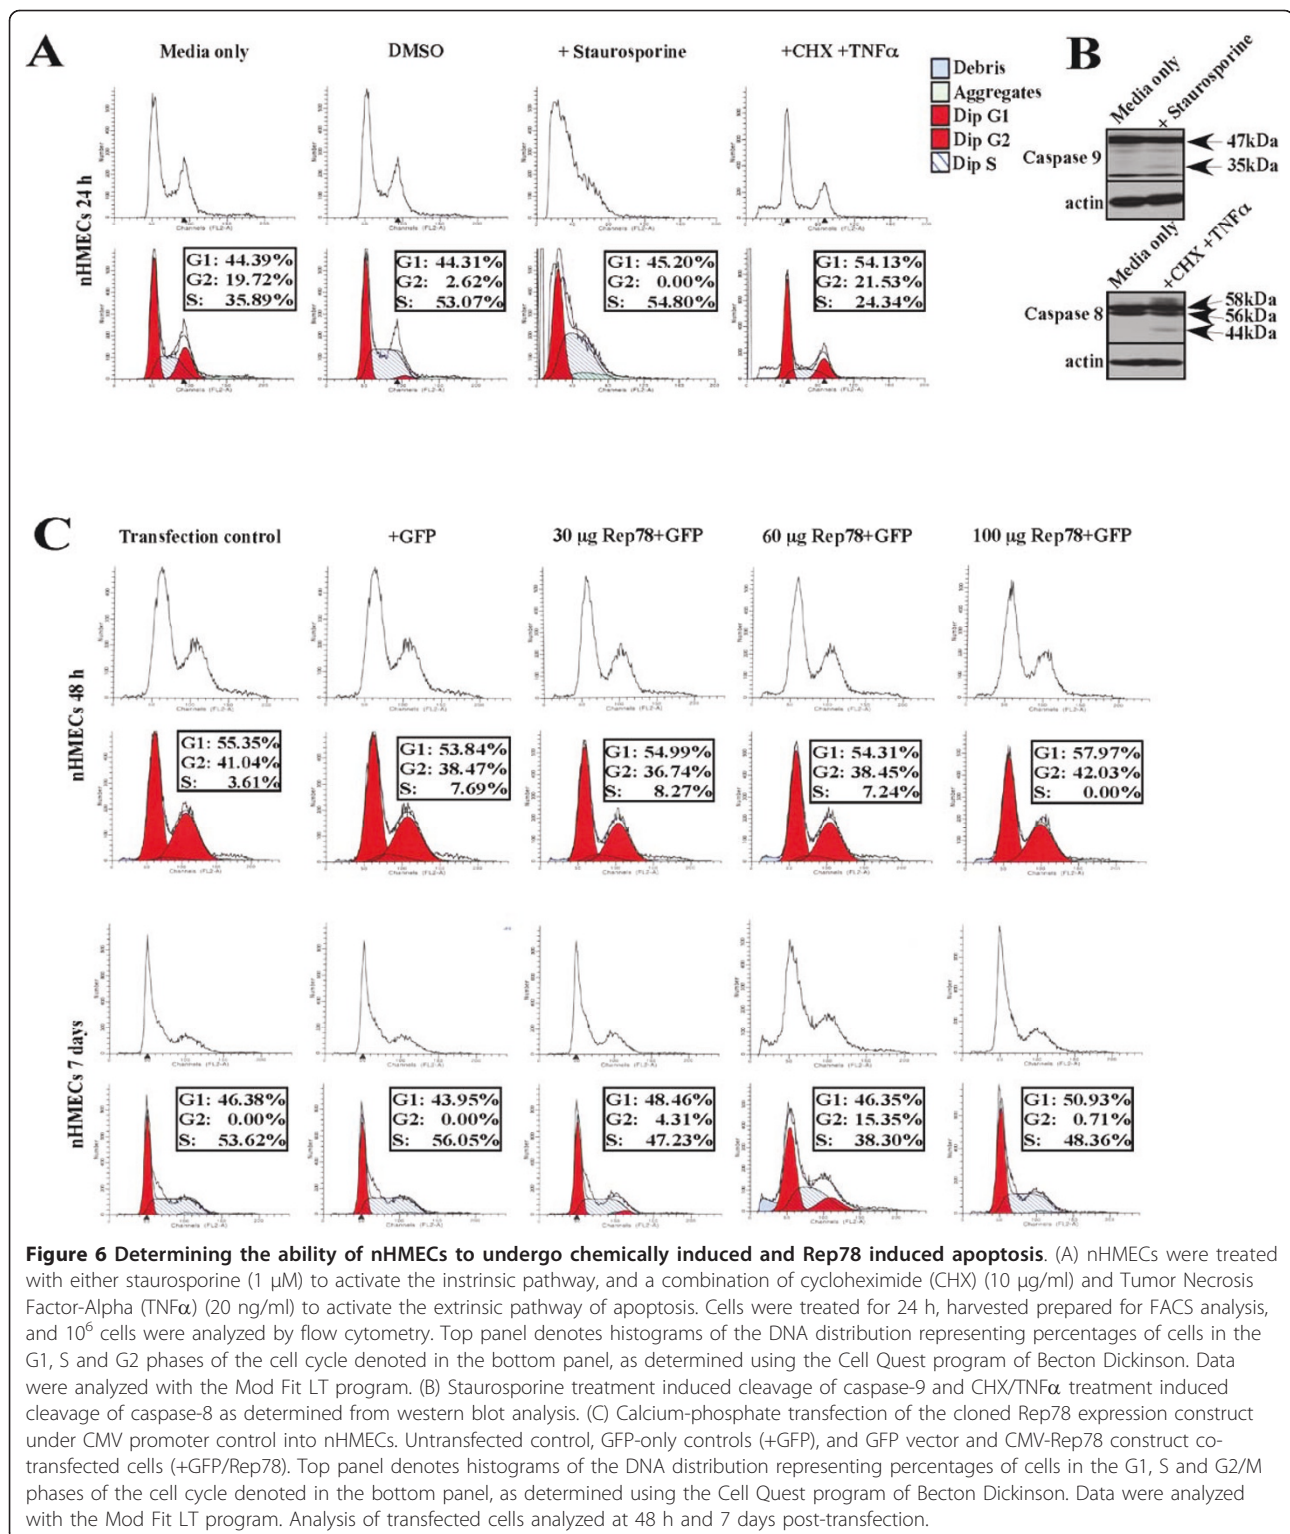 A
Media only
DMSO
+ Staurosporine
+CHX +TNFα
Debris
Aggregates
Dip G1
Dip G2
Dip S
nHMECs 24 h
Number
Channels (FL2-A)
G1: 44.39%
G2: 19.72%
S: 35.89%
G1: 44.31%
G2: 2.62%
S: 53.07%
G1: 45.20%
G2: 0.00%
S: 54.80%
G1: 54.13%
G2: 21.53%
S: 24.34%
B
Media only
+ Staurosporine
Caspase 9
47kDa
35kDa
actin
Media only
+CHX +TNFα
Caspase 8
58kDa
56kDa
44kDa
actin
C
Transfection control
+GFP
30 µg Rep78+GFP
60 µg Rep78+GFP
100 µg Rep78+GFP
nHMECs 48 h
G1: 55.35%
G2: 41.04%
S: 3.61%
G1: 53.84%
G2: 38.47%
S: 7.69%
G1: 54.99%
G2: 36.74%
S: 8.27%
G1: 54.31%
G2: 38.45%
S: 7.24%
G1: 57.97%
G2: 42.03%
S: 0.00%
nHMECs 7 days
G1: 46.38%
G2: 0.00%
S: 53.62%
G1: 43.95%
G2: 0.00%
S: 56.05%
G1: 48.46%
G2: 4.31%
S: 47.23%
G1: 46.35%
G2: 15.35%
S: 38.30%
G1: 50.93%
G2: 0.71%
S: 48.36%
Figure 6 Determining the ability of nHMECs to undergo chemically induced and Rep78 induced apoptosis. (A) nHMECs were treated
with either staurosporine (1 µM) to activate the instrinsic pathway, and a combination of cycloheximide (CHX) (10 µg/ml) and Tumor Necrosis
Factor-Alpha (TNFα) (20 ng/ml) to activate the extrinsic pathway of apoptosis. Cells were treated for 24 h, harvested prepared for FACS analysis,
and 10⁶ cells were analyzed by flow cytometry. Top panel denotes histograms of the DNA distribution representing percentages of cells in the
G1, S and G2 phases of the cell cycle denoted in the bottom panel, as determined using the Cell Quest program of Becton Dickinson. Data
were analyzed with the Mod Fit LT program. (B) Staurosporine treatment induced cleavage of caspase-9 and CHX/TNFα treatment induced
cleavage of caspase-8 as determined from western blot analysis. (C) Calcium-phosphate transfection of the cloned Rep78 expression construct
under CMV promoter control into nHMECs. Untransfected control, GFP-only controls (+GFP), and GFP vector and CMV-Rep78 construct co-
transfected cells (+GFP/Rep78). Top panel denotes histograms of the DNA distribution representing percentages of cells in the G1, S and G2/M
phases of the cell cycle denoted in the bottom panel, as determined using the Cell Quest program of Becton Dickinson. Data were analyzed
with the Mod Fit LT program. Analysis of transfected cells analyzed at 48 h and 7 days post-transfection.